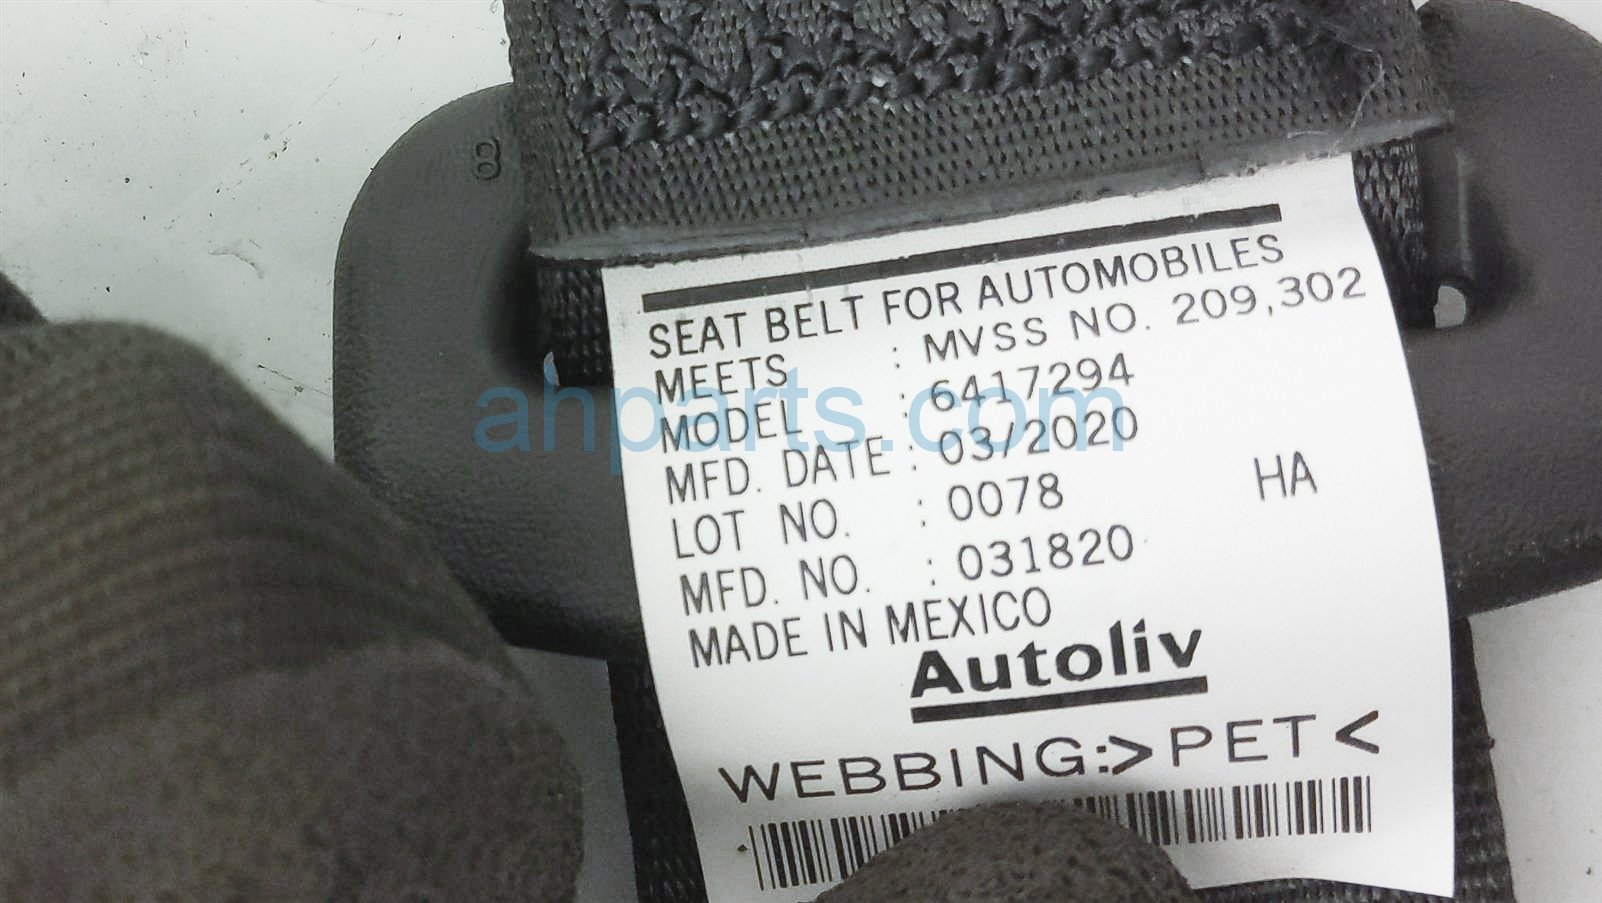 8
SEAT BELT FOR AUTOMOBILES
MEETS : MVSS NO. 209,302
MODEL : 6417294
MFD. DATE : 03/2020
LOT NO. : 0078 HA
MFD. NO. : 031820
MADE IN MEXICO
Autoliv
WEBBING:>PET<
ahparts.com